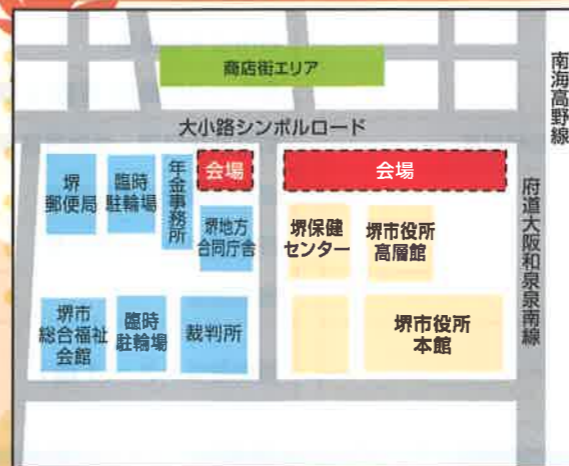 商店街エリア
南海高野線
大小路シンボルロード
堺
郵便局
臨時
駐輪場
年金事務所
会場
会場
堺地方
合同庁舎
堺保健
センター
堺市役所
高層館
府道大阪和泉泉南線
堺市
総合福祉
会館
臨時
駐輪場
裁判所
堺市役所
本館